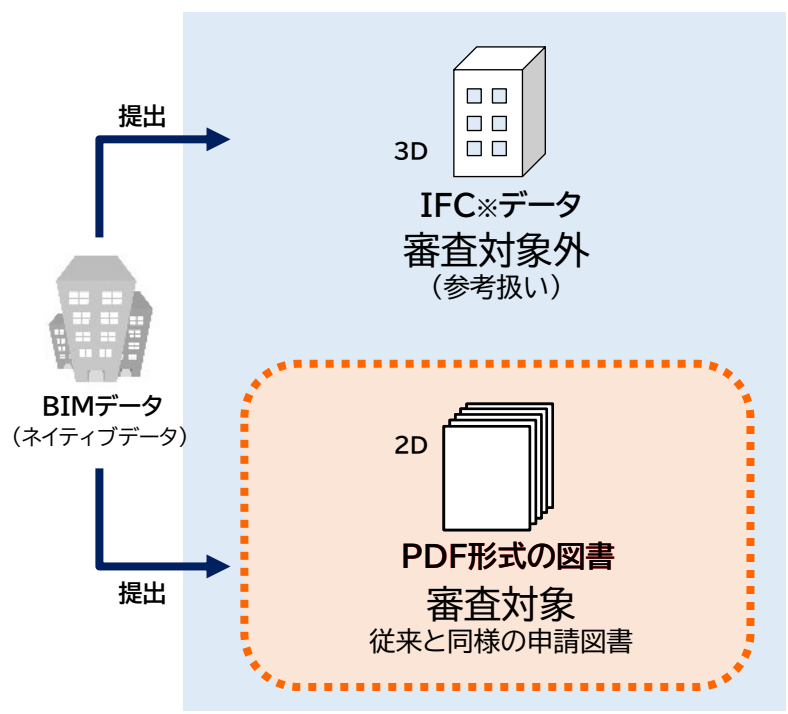 提出
3D
IFC※データ
審査対象外
（参考扱い）
BIMデータ
（ネイティブデータ）
2D
PDF形式の図書
審査対象
従来と同様の申請図書
提出